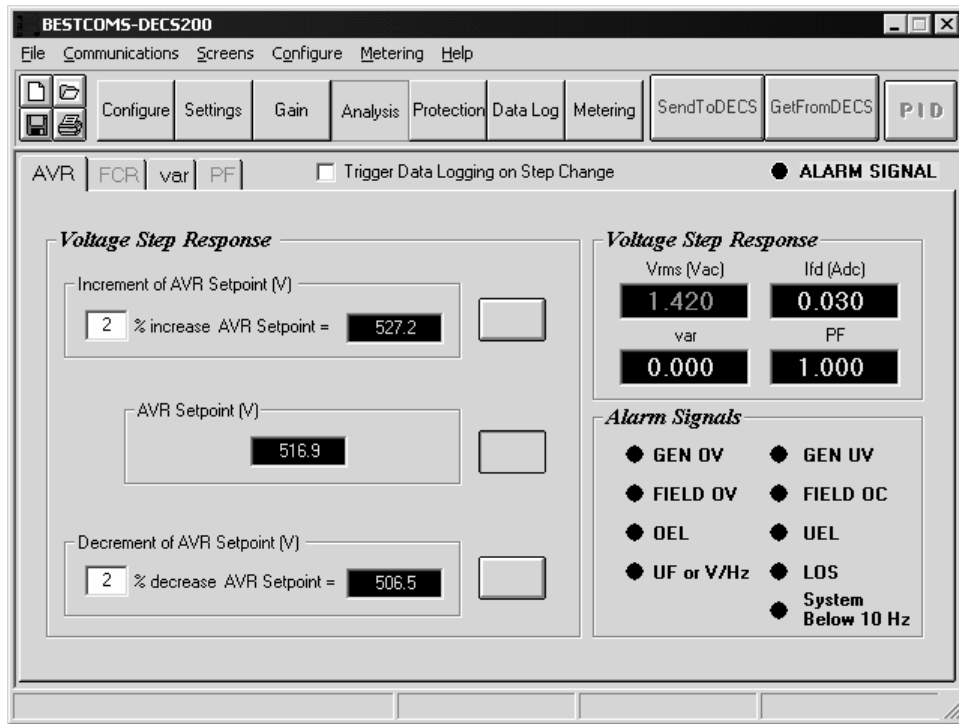 BESTCOMS-DECS200
File Communications Screens Configure Metering Help
Configure Settings Gain Analysis Protection Data Log Metering SendToDECS GetFromDECS PID
AVR FCR var PF
Trigger Data Logging on Step Change
ALARM SIGNAL
Voltage Step Response
Increment of AVR Setpoint (V)
2 % increase AVR Setpoint = 527.2
AVR Setpoint (V)
516.9
Decrement of AVR Setpoint (V)
2 % decrease AVR Setpoint = 506.5
Voltage Step Response
Vrms (Vac) Ifd (Adc)
1.420 0.030
var PF
0.000 1.000
Alarm Signals
GEN OV GEN UV
FIELD OV FIELD OC
OEL UEL
UF or V/Hz LOS
System
Below 10 Hz